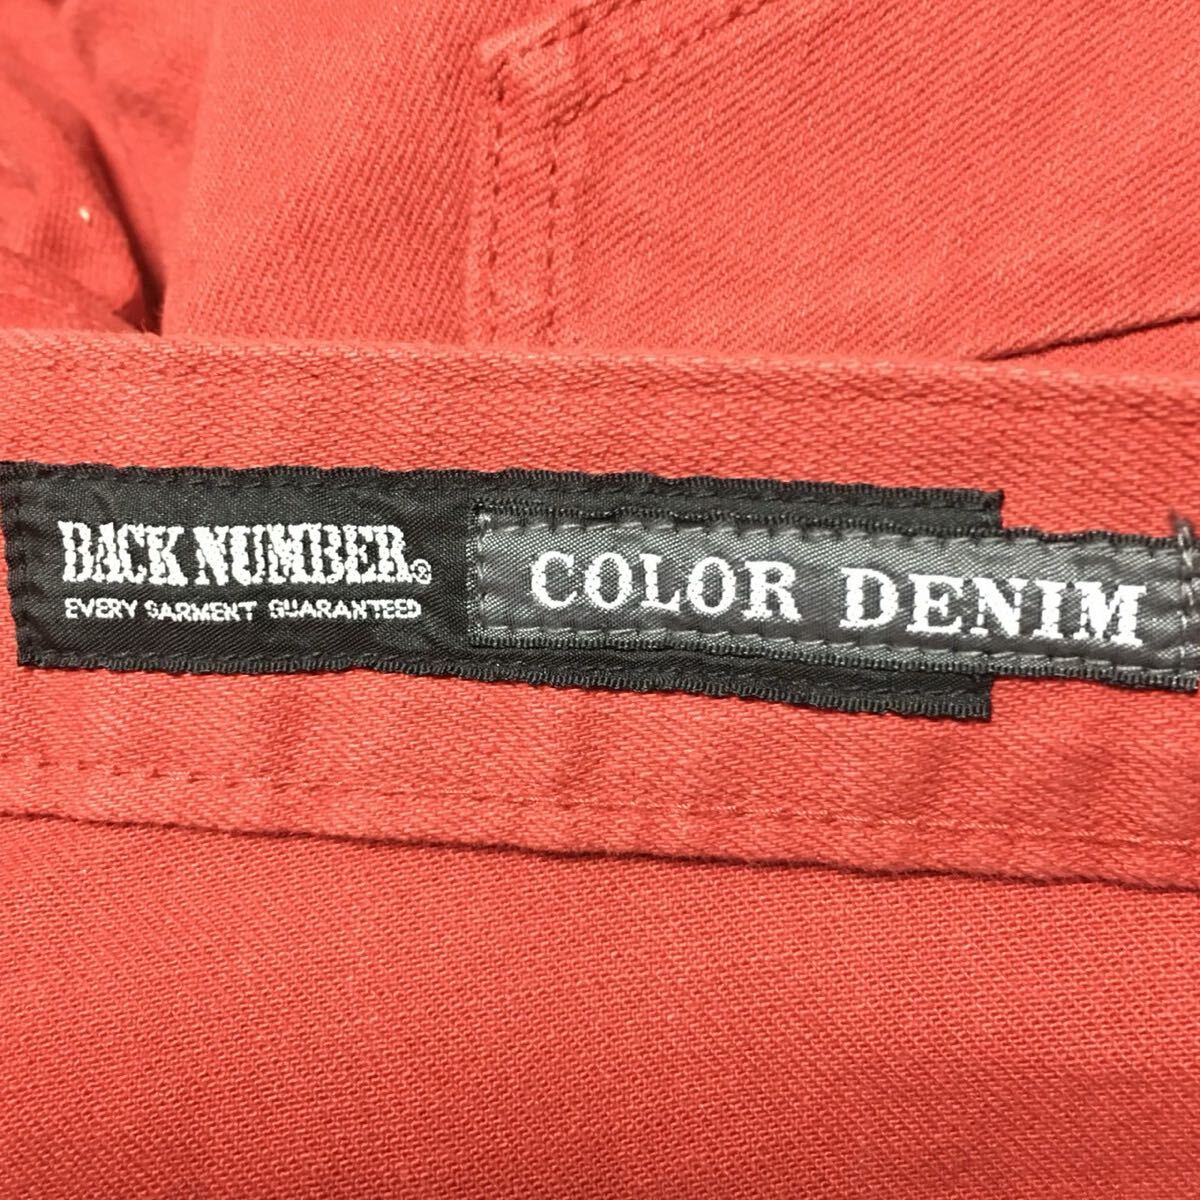 BACK NUMBER®
EVERY GARMENT GUARANTEED
COLOR DENIM